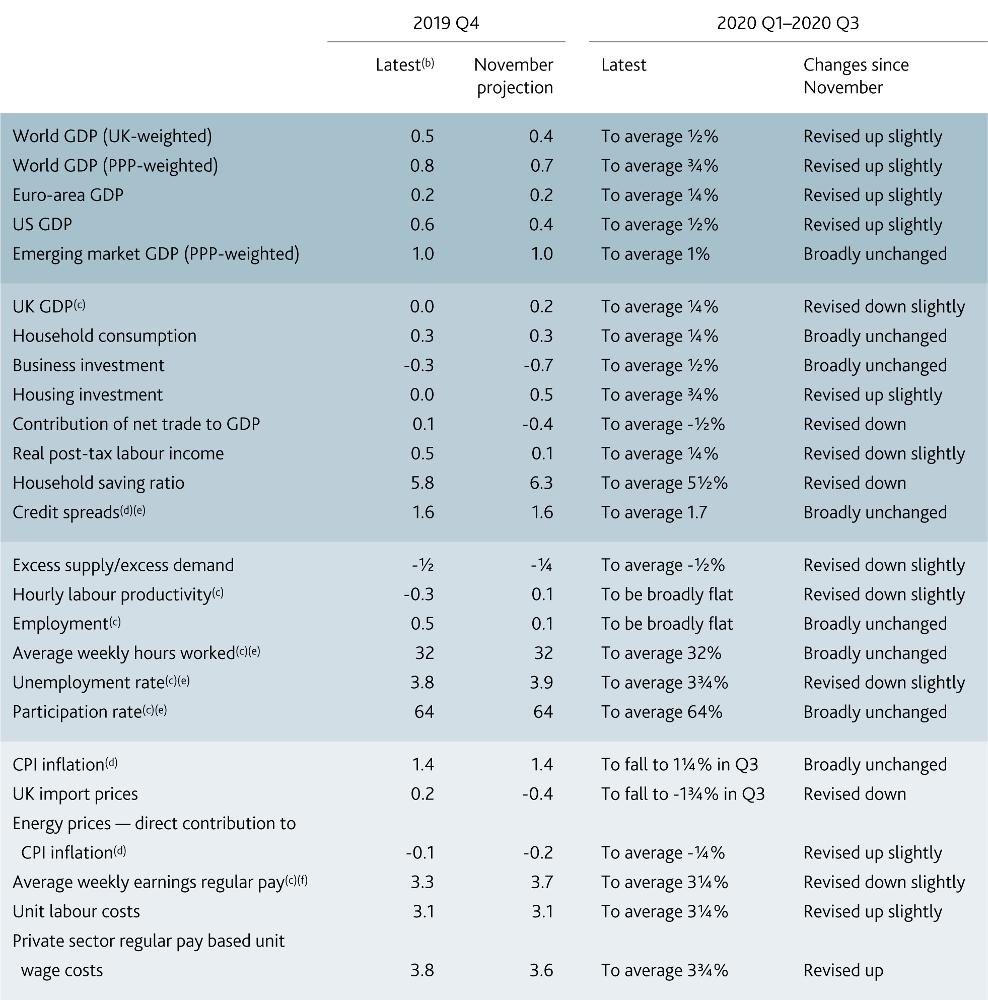 2019 Q4 2020 Q1–2020 Q3
Latest(b) November Latest Changes since
projection November
World GDP (UK-weighted) 0.5 0.4 To average ½% Revised up slightly
World GDP (PPP-weighted) 0.8 0.7 To average ¾% Revised up slightly
Euro-area GDP 0.2 0.2 To average ¼% Revised up slightly
US GDP 0.6 0.4 To average ½% Revised up slightly
Emerging market GDP (PPP-weighted) 1.0 1.0 To average 1% Broadly unchanged
UK GDP(c) 0.0 0.2 To average ¼% Revised down slightly
Household consumption 0.3 0.3 To average ¼% Broadly unchanged
Business investment -0.3 -0.7 To average ½% Broadly unchanged
Housing investment 0.0 0.5 To average ¾% Revised up slightly
Contribution of net trade to GDP 0.1 -0.4 To average -½% Revised down
Real post-tax labour income 0.5 0.1 To average ¼% Revised down slightly
Household saving ratio 5.8 6.3 To average 5½% Revised down
Credit spreads(d)(e) 1.6 1.6 To average 1.7 Broadly unchanged
Excess supply/excess demand -½ -¼ To average -½% Revised down slightly
Hourly labour productivity(c) -0.3 0.1 To be broadly flat Revised down slightly
Employment(c) 0.5 0.1 To be broadly flat Broadly unchanged
Average weekly hours worked(c)(e) 32 32 To average 32% Broadly unchanged
Unemployment rate(c)(e) 3.8 3.9 To average 3¾% Revised down slightly
Participation rate(c)(e) 64 64 To average 64% Broadly unchanged
CPI inflation(d) 1.4 1.4 To fall to 1¼% in Q3 Broadly unchanged
UK import prices 0.2 -0.4 To fall to -1¾% in Q3 Revised down
Energy prices — direct contribution to
CPI inflation(d) -0.1 -0.2 To average -¼% Revised up slightly
Average weekly earnings regular pay(c)(f) 3.3 3.7 To average 3¼% Revised down slightly
Unit labour costs 3.1 3.1 To average 3¼% Revised up slightly
Private sector regular pay based unit
wage costs 3.8 3.6 To average 3¾% Revised up